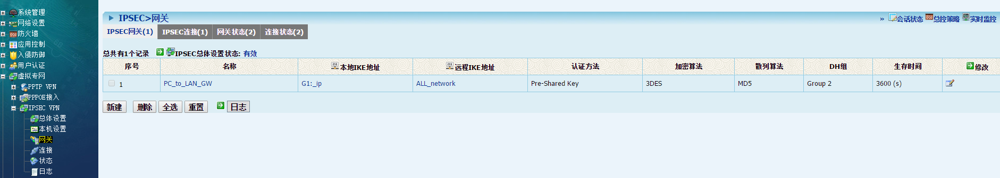 系统管理
网络设置
防火墙
应用控制
入侵防御
用户认证
虚拟专网
PPTP VPN
PPPOE接入
IPSEC VPN
总体设置
本机设置
网关
连接
状态
日志
IPSEC>网关
» 会话状态 总控策略 实时监控
IPSEC网关(1) IPSEC连接(1) 网关状态(2) 连接状态(2)
总共有1个记录 IPSEC总体设置状态: 有效
序号 名称 本地IKE地址 远程IKE地址 认证方法 加密算法 散列算法 DH组 生存时间 修改
1 PC_to_LAN_GW G1:_ip ALL_network Pre-Shared Key 3DES MD5 Group 2 3600 (s)
新建 删除 全选 重置 日志